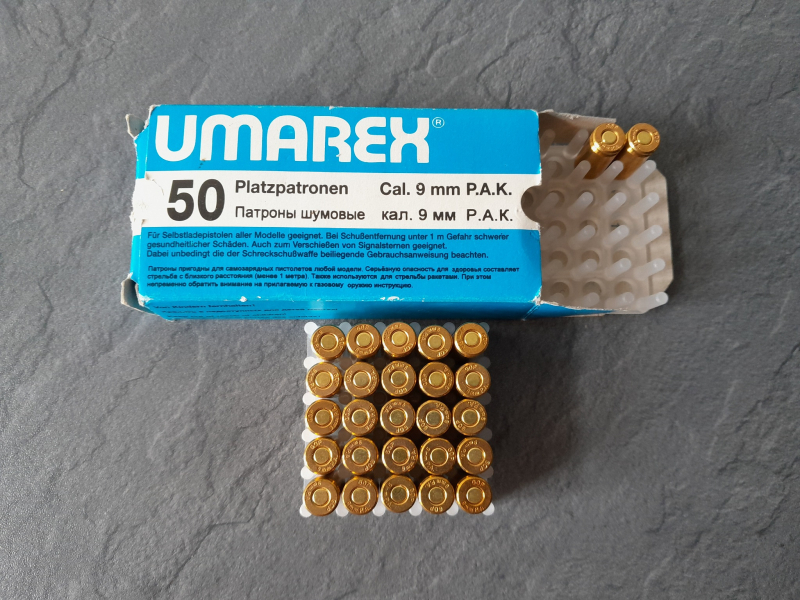 UMAREX®
50 Platzpatronen Cal. 9 mm P.A.K.
Патроны шумовые кал. 9 мм P.A.K.
Für Selbstladepistolen aller Modelle geeignet. Bei Schußentfernung unter 1 m Gefahr schwerer
gesundheitlicher Schäden. Auch zum Verschießen von Signalsternen geeignet.
Dabei unbedingt die der Schreckschußwaffe beiliegende Gebrauchsanweisung beachten.
Патроны пригодны для самозарядных пистолетов любой модели. Серьёзную опасность для здоровья составляет
стрельба с близкого расстояния (менее 1 метре). Также используются для стрельбы ракетами. При этом
непременно обратить внимание на прилагаемую к газовому оружию инструкцию.